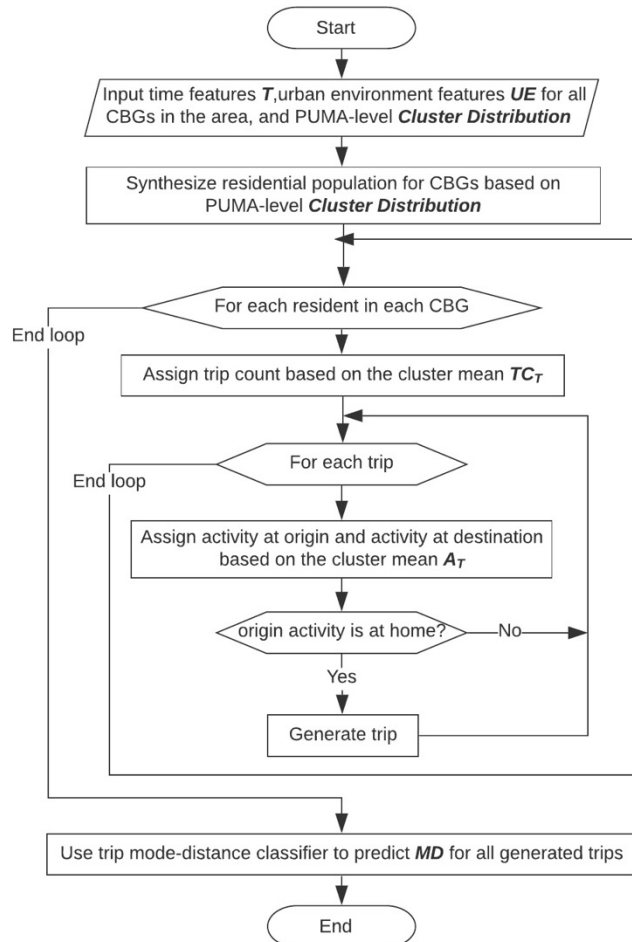 Start
Input time features T,urban environment features UE for all
CBGs in the area, and PUMA-level Cluster Distribution
Synthesize residential population for CBGs based on
PUMA-level Cluster Distribution
For each resident in each CBG
End loop
Assign trip count based on the cluster mean TC_T
For each trip
End loop
Assign activity at origin and activity at destination
based on the cluster mean A_T
origin activity is at home?
No
Yes
Generate trip
Use trip mode-distance classifier to predict MD for all generated trips
End